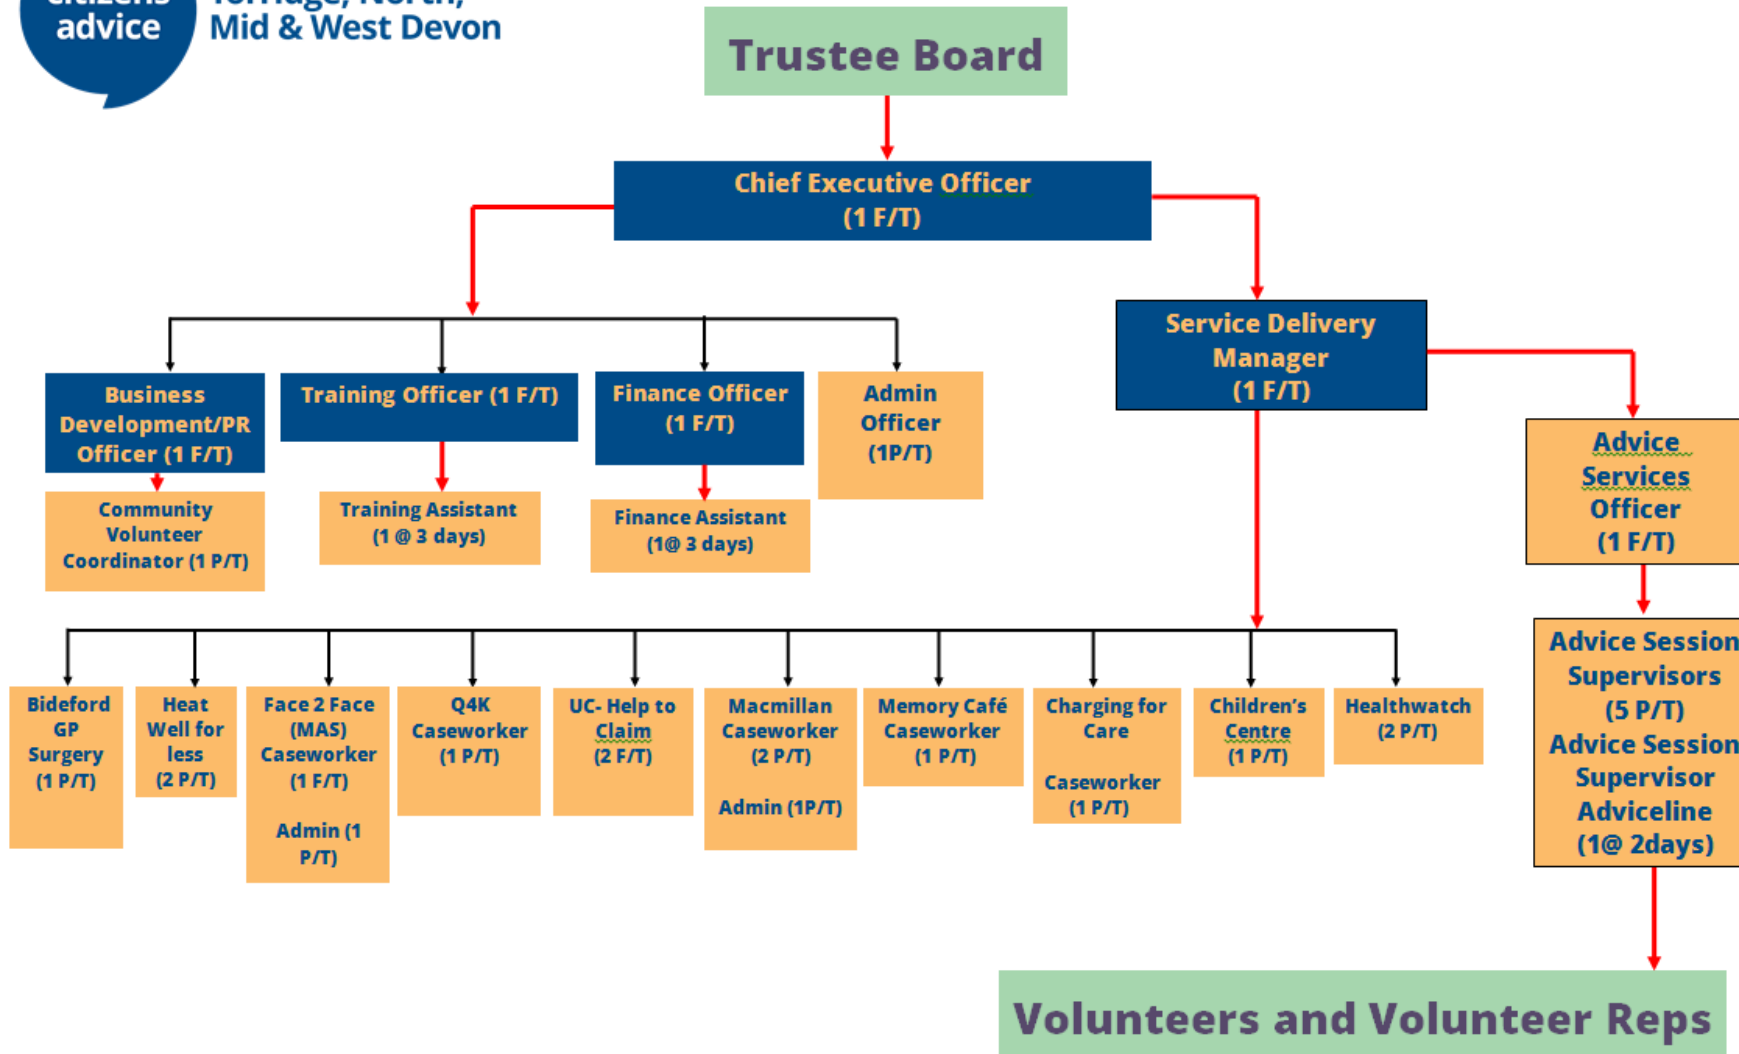 citizens
advice
Torridge, North,
Mid & West Devon
Trustee Board
Chief Executive Officer
(1 F/T)
Service Delivery
Manager
(1 F/T)
Business
Development/PR
Officer (1 F/T)
Training Officer (1 F/T)
Finance Officer
(1 F/T)
Admin
Officer
(1P/T)
Advice
Services
Officer
(1 F/T)
Community
Volunteer
Coordinator (1 P/T)
Training Assistant
(1 @ 3 days)
Finance Assistant
(1@ 3 days)
Bideford
GP
Surgery
(1 P/T)
Heat
Well for
less
(2 P/T)
Face 2 Face
(MAS)
Caseworker
(1 F/T)
Admin (1
P/T)
Q4K
Caseworker
(1 P/T)
UC- Help to
Claim
(2 F/T)
Macmillan
Caseworker
(2 P/T)
Admin (1P/T)
Memory Café
Caseworker
(1 P/T)
Charging for
Care
Caseworker
(1 P/T)
Children's
Centre
(1 P/T)
Healthwatch
(2 P/T)
Advice Session
Supervisors
(5 P/T)
Advice Session
Supervisor
Adviceline
(1@ 2days)
Volunteers and Volunteer Reps